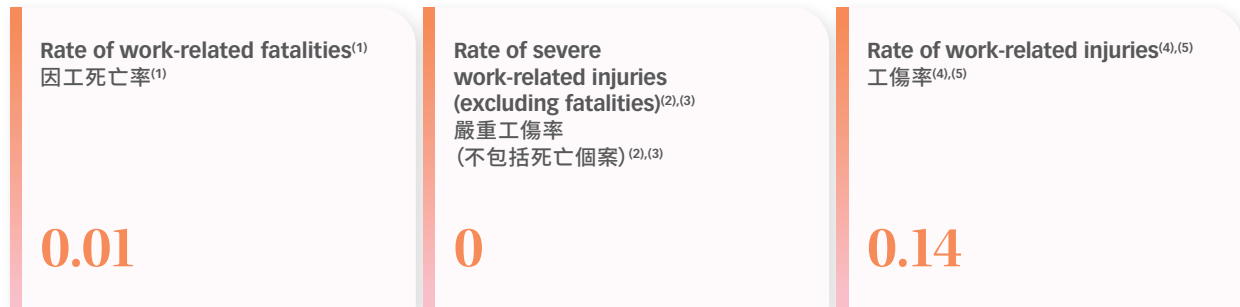 Rate of work-related fatalities(1)
因工死亡率(1)
0.01
Rate of severe
work-related injuries
(excluding fatalities)(2),(3)
嚴重工傷率
（不包括死亡個案）(2),(3)
0
Rate of work-related injuries(4),(5)
工傷率(4),(5)
0.14